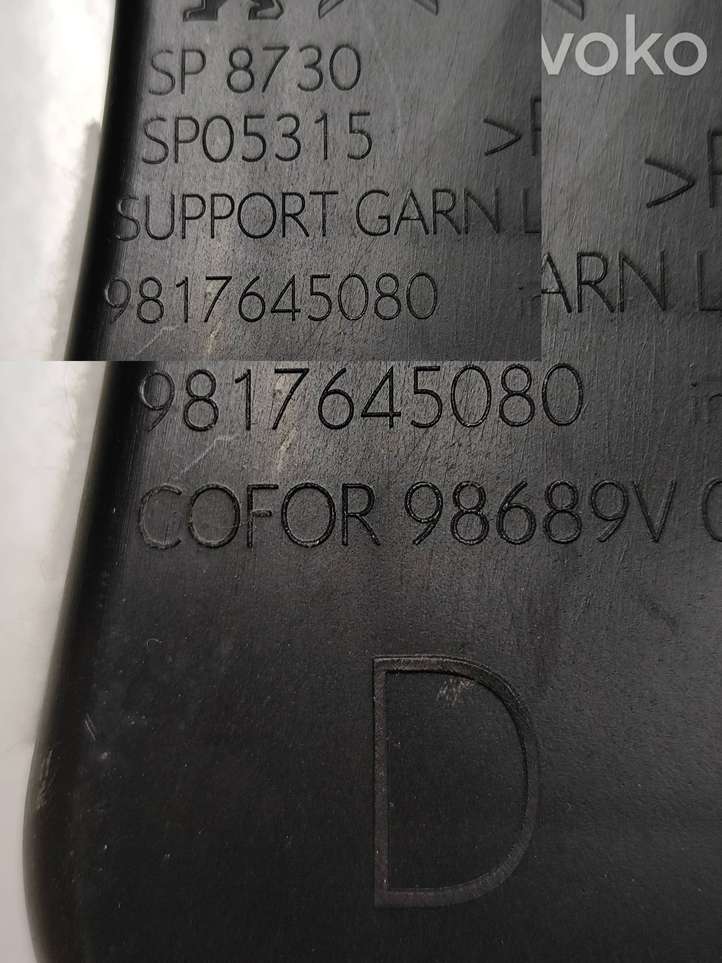 SP 8730
voko
SP05315
SUPPORT GARN L
9817645080
ARN L
9817645080
COFOR 98689V
D